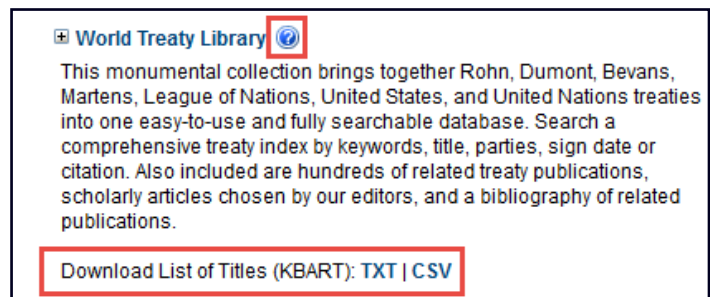 World Treaty Library
This monumental collection brings together Rohn, Dumont, Bevans,
Martens, League of Nations, United States, and United Nations treaties
into one easy-to-use and fully searchable database. Search a
comprehensive treaty index by keywords, title, parties, sign date or
citation. Also included are hundreds of related treaty publications,
scholarly articles chosen by our editors, and a bibliography of related
publications.
Download List of Titles (KBART): TXT | CSV